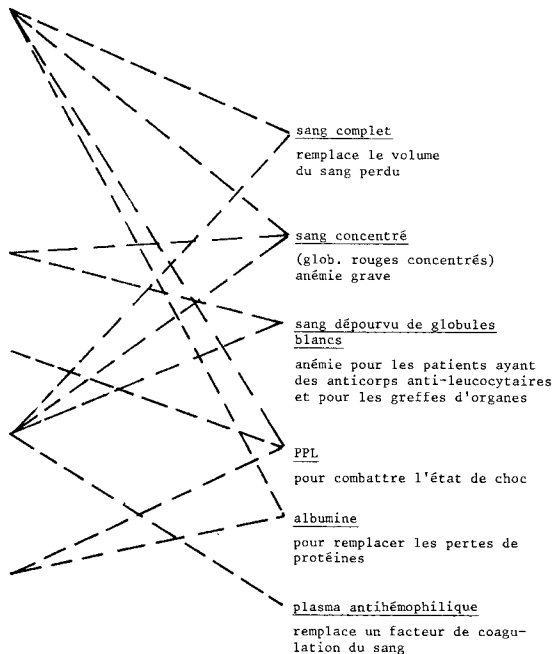 sang complet
remplace le volume
du sang perdu
sang concentré
(glob. rouges concentrés)
anémie grave
sang dépourvu de globules
blancs
anémie pour les patients ayant
des anticorps anti-leucocytaires
et pour les greffes d'organes
PPL
pour combattre l'état de choc
albumine
pour remplacer les pertes de
protéines
plasma antihémophilique
remplace un facteur de coagu-
lation du sang